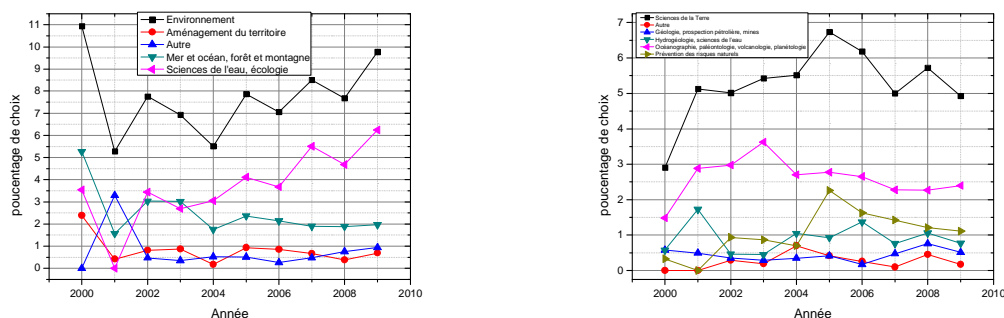 Environnement
Aménagement du territoire
Autre
Mer et océan, forêt et montagne
Sciences de l'eau, écologie
poucentage de choix
11
10
9
8
7
6
5
4
3
2
1
0
2000 2002 2004 2006 2008 2010
Année
Sciences de la Terre
Autre
Géologie, prospection pétrolière, mines
Hydrogéologie, sciences de l'eau
Océanographie, paléontologie, volcanologie, planétologie
Prévention des risques naturels
poucentage de choix
7
6
5
4
3
2
1
0
2000 2002 2004 2006 2008 2010
Année